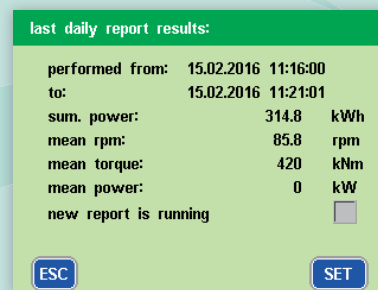 last daily report results:
performed from: 15.02.2016 11:16:00
to: 15.02.2016 11:21:01
sum. power: 314.8 kWh
mean rpm: 85.8 rpm
mean torque: 420 kNm
mean power: 0 kW
new report is running
ESC SET